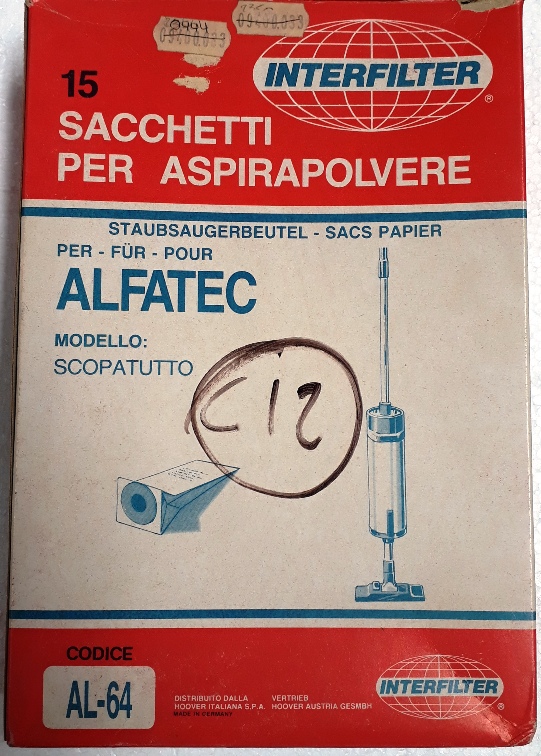 INTERFILTER
®
15
SACCHETTI
PER ASPIRAPOLVERE
STAUBSAUGERBEUTEL - SACS PAPIER
PER - FÜR - POUR
ALFATEC
MODELLO:
SCOPATUTTO
C12
CODICE
AL-64
DISTRIBUITO DALLA
HOOVER ITALIANA S.P.A.
MADE IN GERMANY
VERTRIEB
HOOVER AUSTRIA GESMBH
INTERFILTER
®